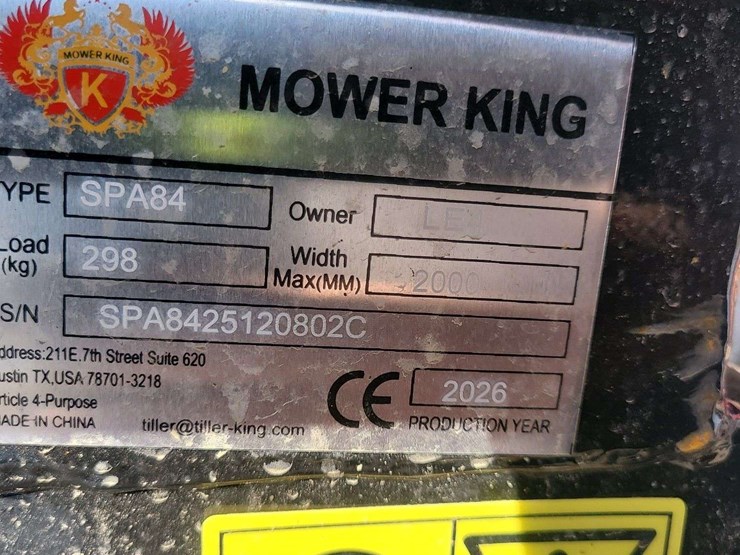 MOWER KING
K
MOWER KING
YPE SPA84
Owner
Load (kg) 298
Width Max(MM) 2000
S/N SPA8425120802C
ddress:211E.7th Street Suite 620
ustin TX,USA 78701-3218
rticle 4-Purpose
ADE IN CHINA
tiller@tiller-king.com
CE
2026
PRODUCTION YEAR